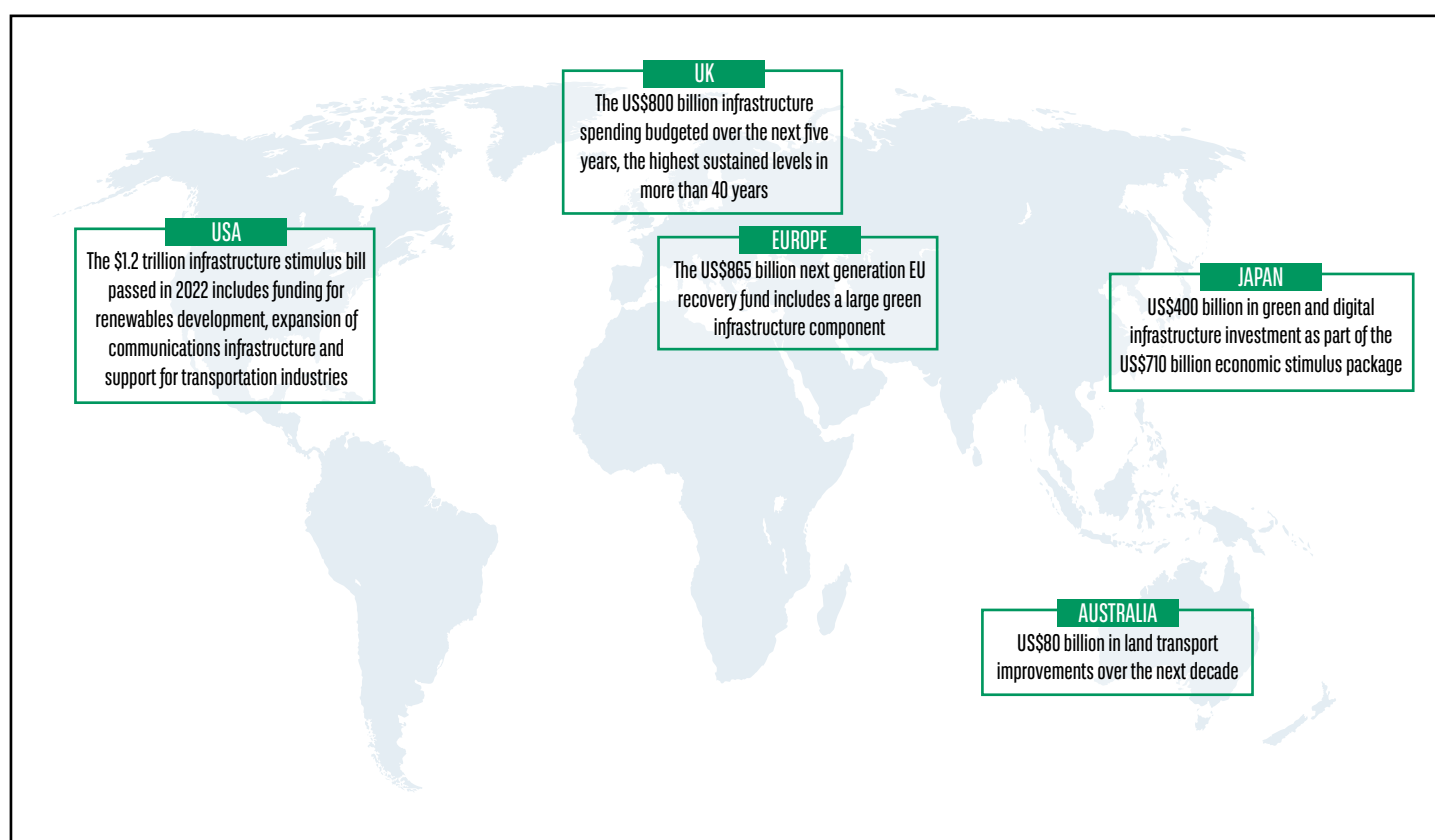 UK
The US$800 billion infrastructure
spending budgeted over the next five
years, the highest sustained levels in
more than 40 years
USA
The $1.2 trillion infrastructure stimulus bill
passed in 2022 includes funding for
renewables development, expansion of
communications infrastructure and
support for transportation industries
EUROPE
The US$865 billion next generation EU
recovery fund includes a large green
infrastructure component
JAPAN
US$400 billion in green and digital
infrastructure investment as part of the
US$710 billion economic stimulus package
AUSTRALIA
US$80 billion in land transport
improvements over the next decade